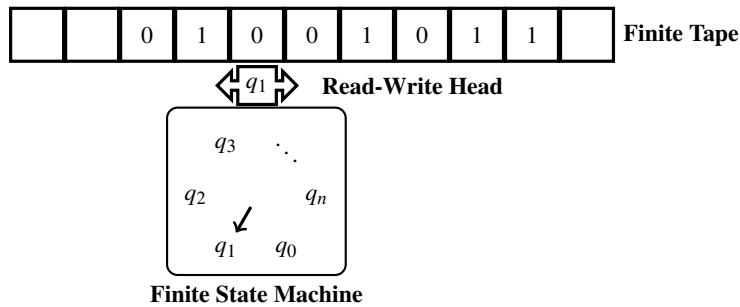 0 1 0 0 1 0 1 1 Finite Tape
q1 Read-Write Head
q3 ⋱
q2 qn
q1 q0
Finite State Machine